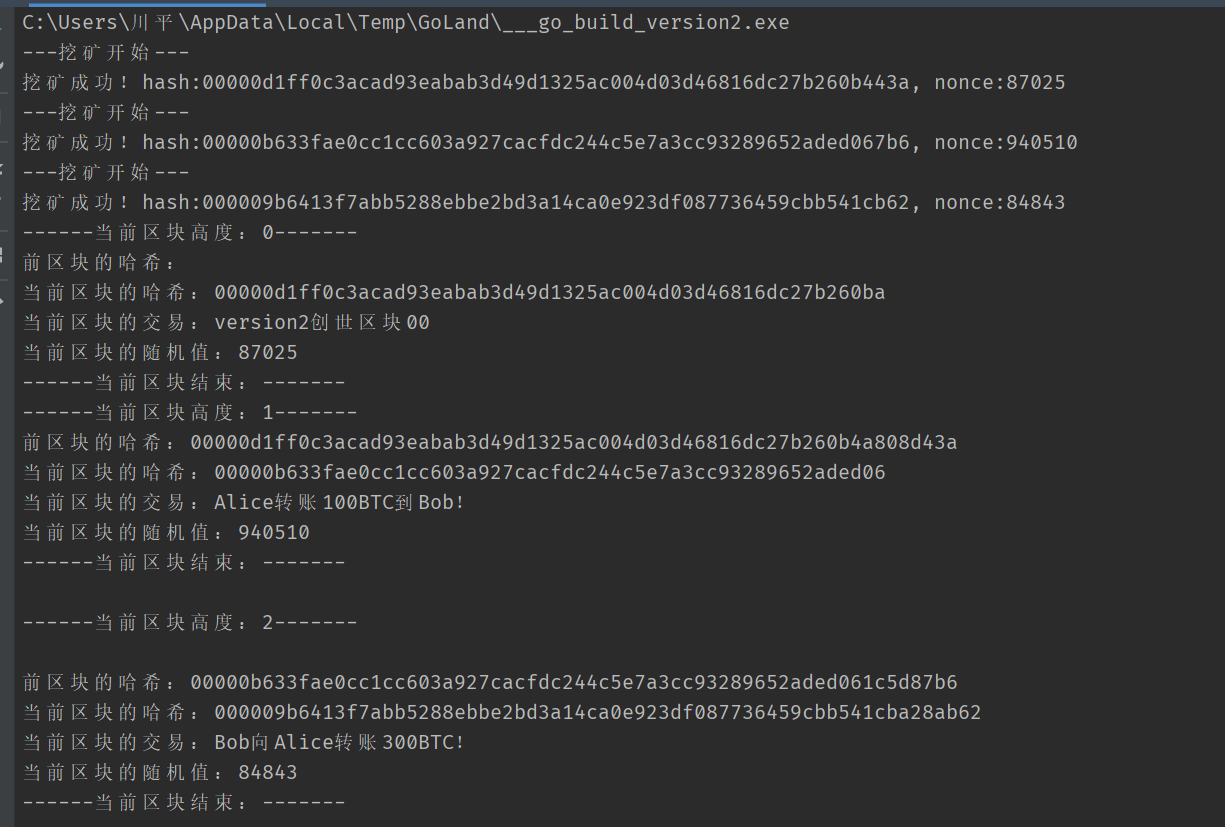 C:\Users\川平\AppData\Local\Temp\GoLand\___go_build_version2.exe
---挖矿开始---
挖矿成功! hash:00000d1ff0c3acad93eabab3d49d1325ac004d03d46816dc27b260b443a, nonce:87025
---挖矿开始---
挖矿成功! hash:00000b633fae0cc1cc603a927cacfdc244c5e7a3cc93289652aded067b6, nonce:940510
---挖矿开始---
挖矿成功! hash:000009b6413f7abb5288ebbe2bd3a14ca0e923df087736459cbb541cb62, nonce:84843
------当前区块高度: 0-------
前区块的哈希:
当前区块的哈希: 00000d1ff0c3acad93eabab3d49d1325ac004d03d46816dc27b260ba
当前区块的交易: version2创世区块00
当前区块的随机值: 87025
------当前区块结束: -------
------当前区块高度: 1-------
前区块的哈希: 00000d1ff0c3acad93eabab3d49d1325ac004d03d46816dc27b260b4a808d43a
当前区块的哈希: 00000b633fae0cc1cc603a927cacfdc244c5e7a3cc93289652aded06
当前区块的交易: Alice转账100BTC到Bob!
当前区块的随机值: 940510
------当前区块结束: -------
------当前区块高度: 2-------
前区块的哈希: 00000b633fae0cc1cc603a927cacfdc244c5e7a3cc93289652aded061c5d87b6
当前区块的哈希: 000009b6413f7abb5288ebbe2bd3a14ca0e923df087736459cbb541cba28ab62
当前区块的交易: Bob向Alice转账300BTC!
当前区块的随机值: 84843
------当前区块结束: -------